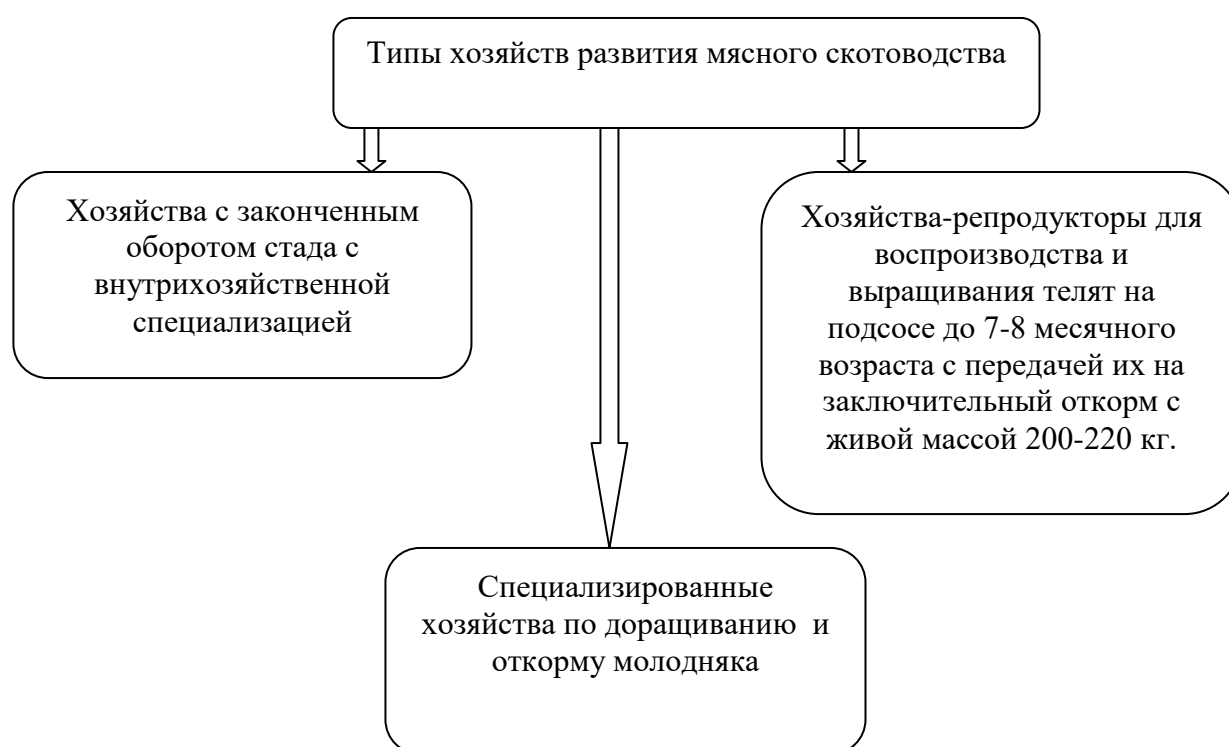 Типы хозяйств развития мясного скотоводства
Хозяйства с законченным
оборотом стада с
внутрихозяйственной
специализацией
Хозяйства-репродукторы для
воспроизводства и
выращивания телят на
подсосе до 7-8 месячного
возраста с передачей их на
заключительный откорм с
живой массой 200-220 кг.
Специализированные
хозяйства по доращиванию  и
откорму молодняка